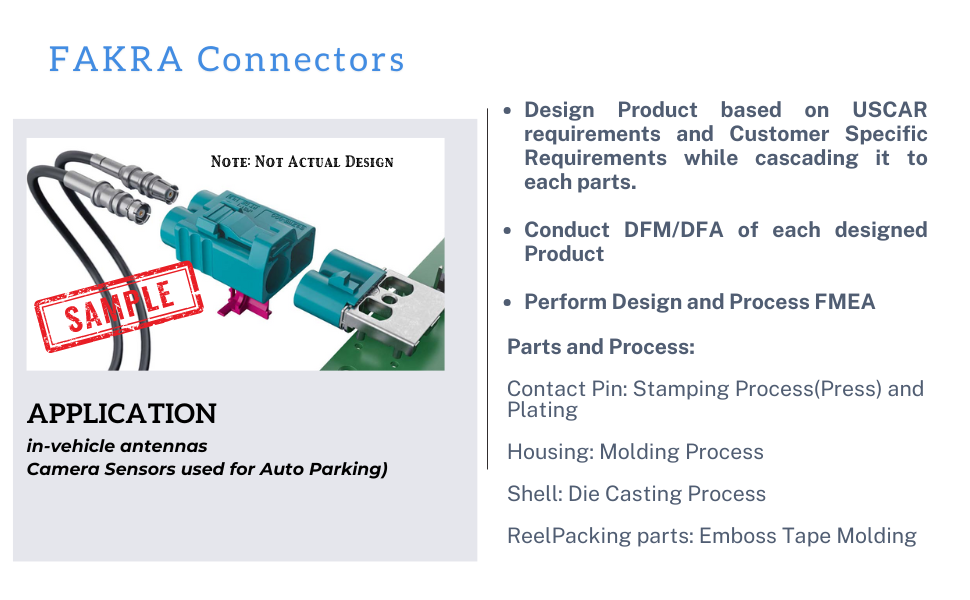 FAKRA Connectors
Note: Not Actual Design
SAMPLE
APPLICATION
in-vehicle antennas
Camera Sensors used for Auto Parking)
• Design Product based on USCAR
requirements and Customer Specific
Requirements while cascading it to
each parts.
• Conduct DFM/DFA of each designed
Product
• Perform Design and Process FMEA
Parts and Process:
Contact Pin: Stamping Process(Press) and
Plating
Housing: Molding Process
Shell: Die Casting Process
ReelPacking parts: Emboss Tape Molding